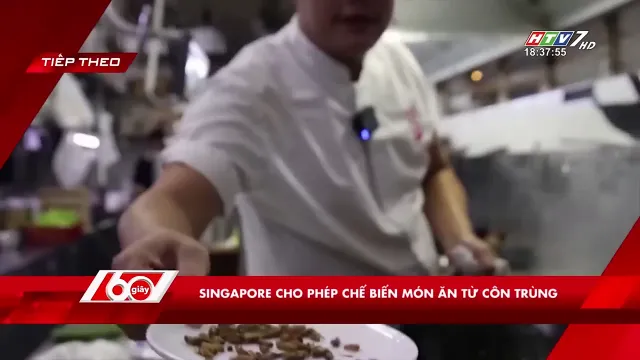 TIẾP THEO
HTV7 HD
18:37:55
60 giây
SINGAPORE CHO PHÉP CHẾ BIẾN MÓN ĂN TỪ CÔN TRÙNG